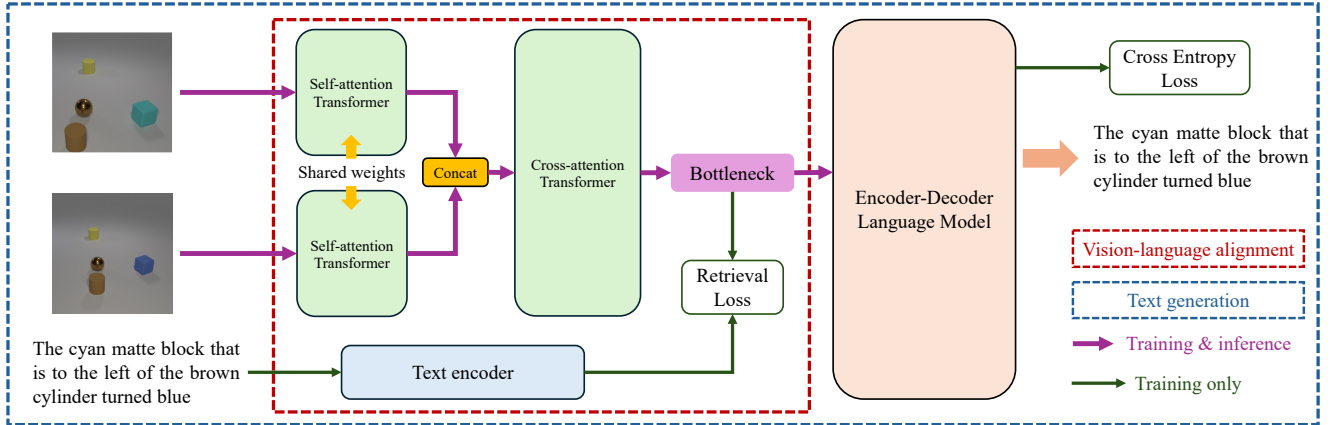 Self-attention
Transformer
Shared weights
Self-attention
Transformer
Concat
Cross-attention
Transformer
Bottleneck
Retrieval
Loss
Encoder-Decoder
Language Model
Cross Entropy
Loss
The cyan matte block that
is to the left of the brown
cylinder turned blue
Vision-language alignment
Text generation
Training & inference
Training only
The cyan matte block that
is to the left of the brown
cylinder turned blue
Text encoder